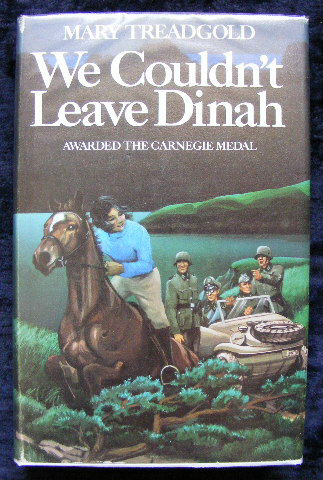 MARY TREADGOLD
We Couldn't
Leave Dinah
AWARDED THE CARNEGIE MEDAL